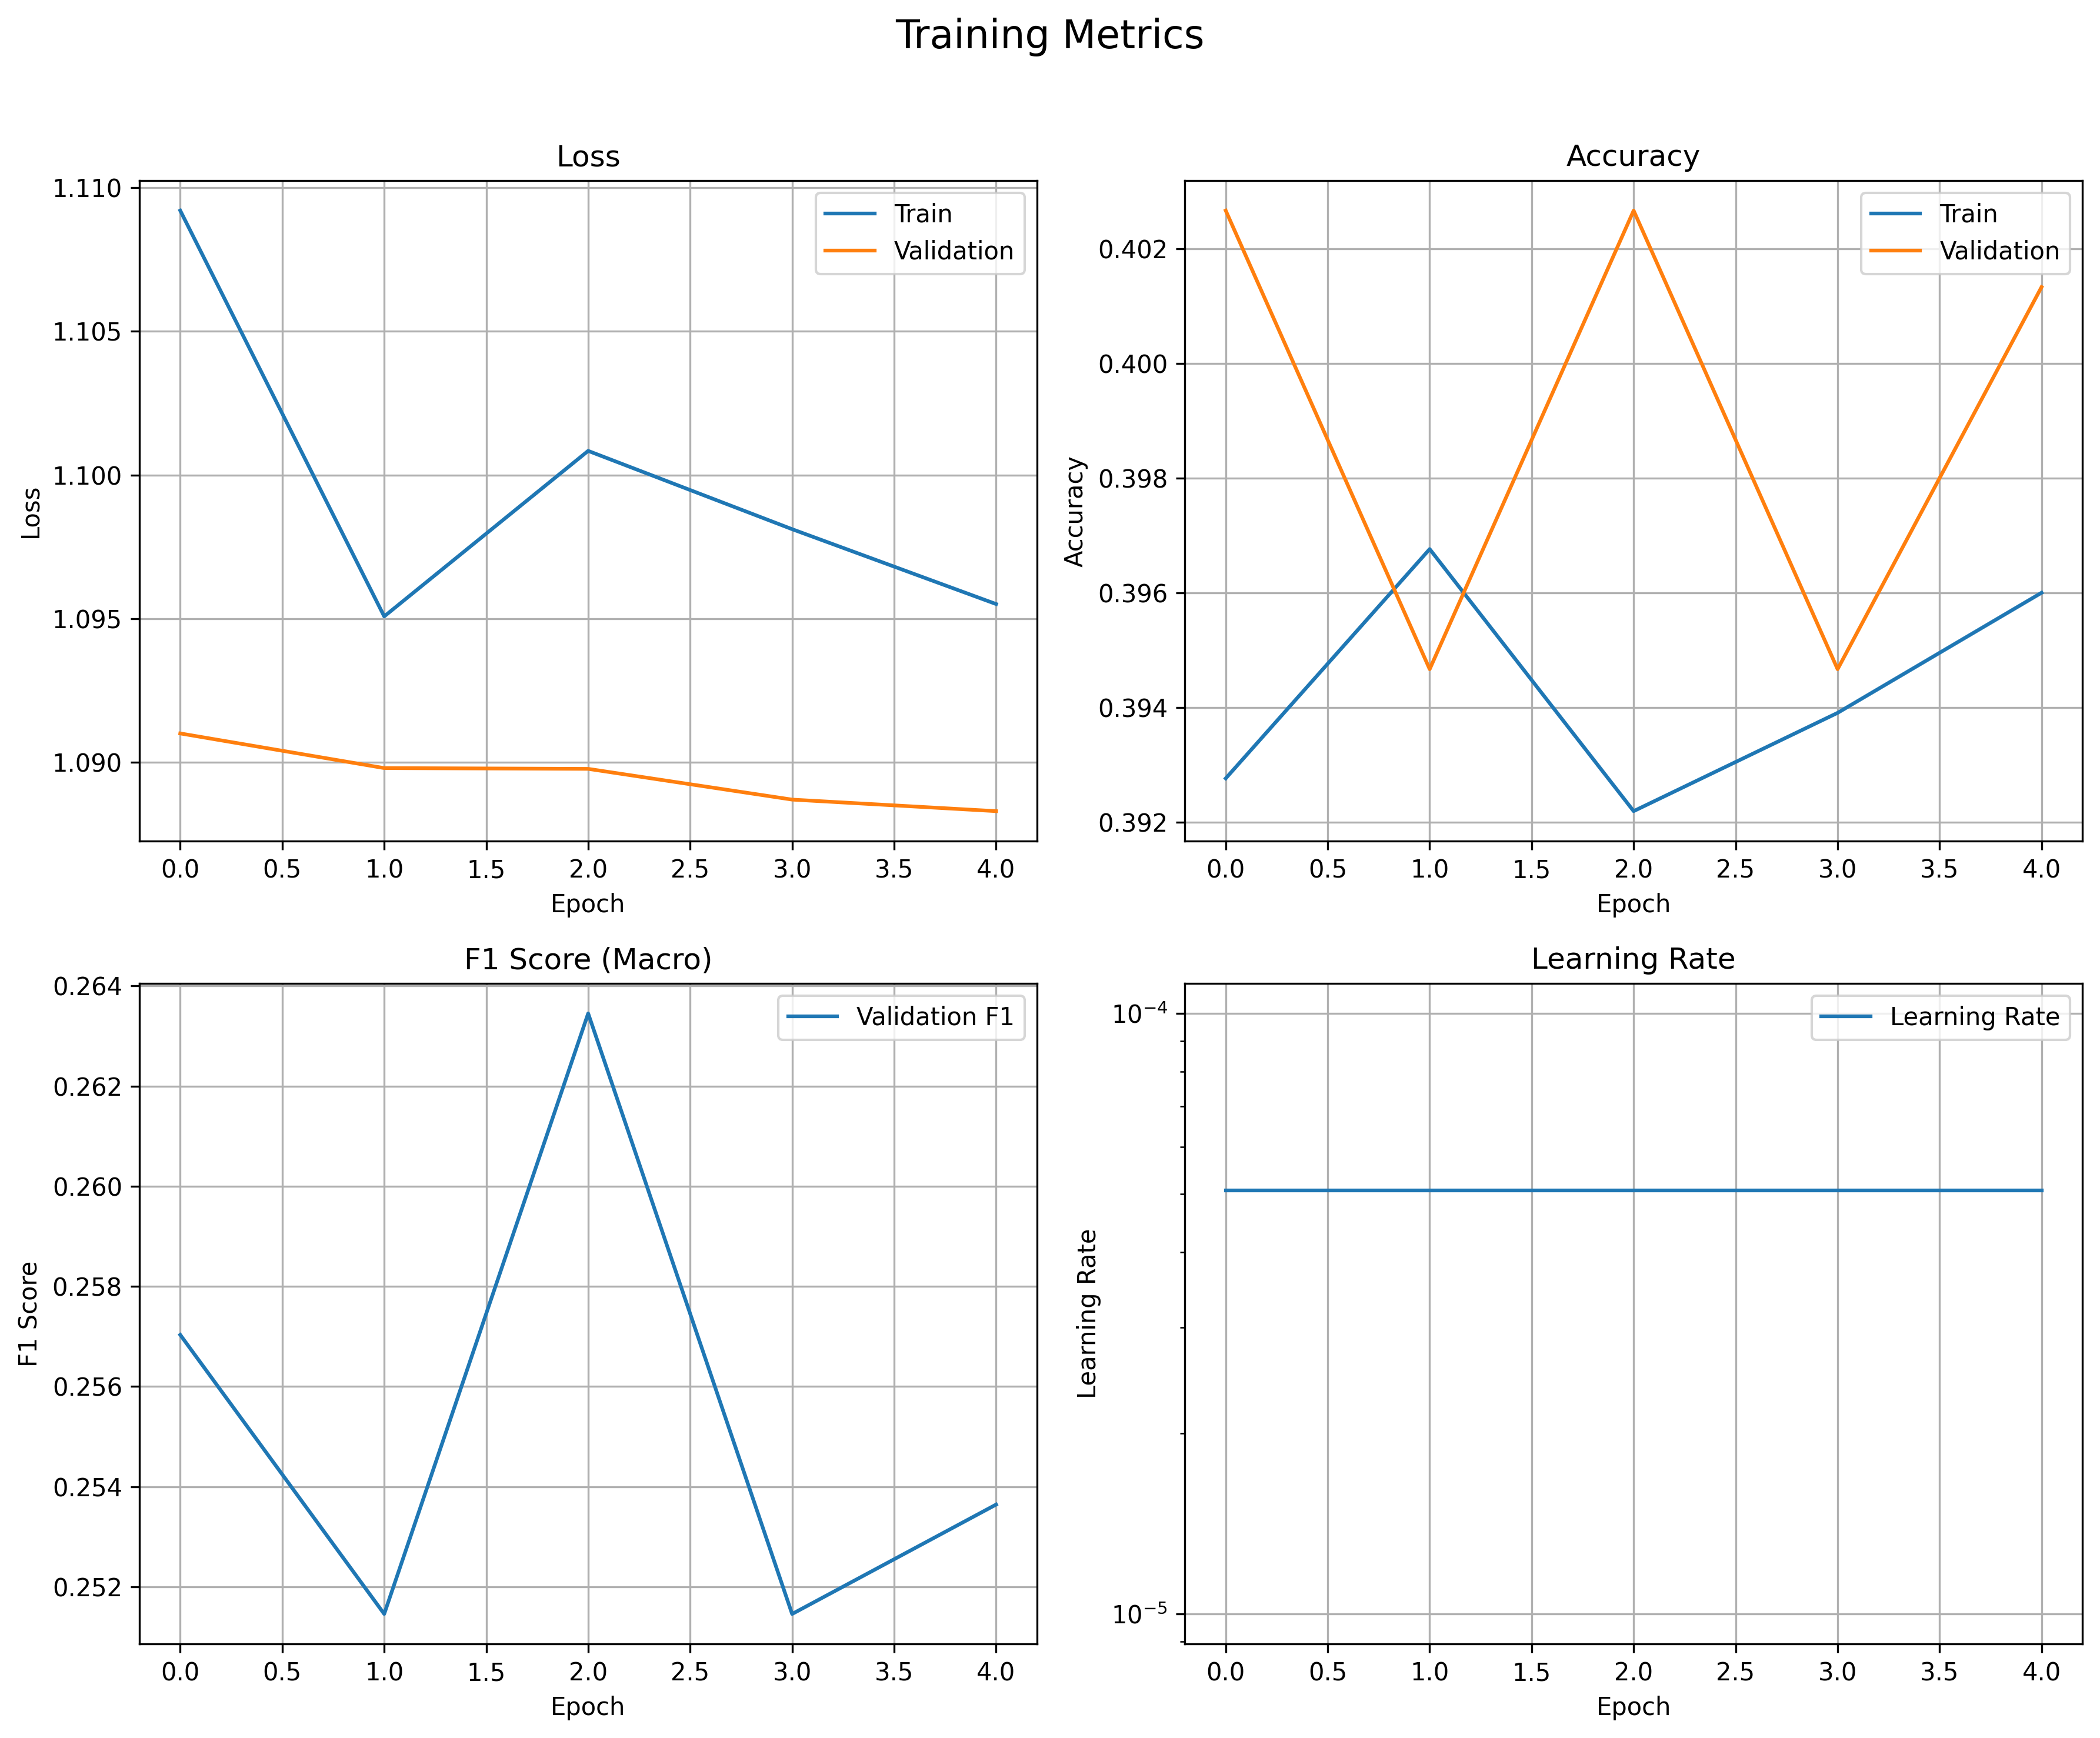 Training Metrics
Loss
1.110
1.105
1.100
1.095
1.090
Loss
Train
Validation
0.0 0.5 1.0 1.5 2.0 2.5 3.0 3.5 4.0
Epoch
Accuracy
0.402
0.400
0.398
0.396
0.394
0.392
Accuracy
Train
Validation
0.0 0.5 1.0 1.5 2.0 2.5 3.0 3.5 4.0
Epoch
F1 Score (Macro)
0.264
0.262
0.260
0.258
0.256
0.254
0.252
F1 Score
Validation F1
0.0 0.5 1.0 1.5 2.0 2.5 3.0 3.5 4.0
Epoch
Learning Rate
10⁻⁴
10⁻⁵
Learning Rate
Learning Rate
0.0 0.5 1.0 1.5 2.0 2.5 3.0 3.5 4.0
Epoch